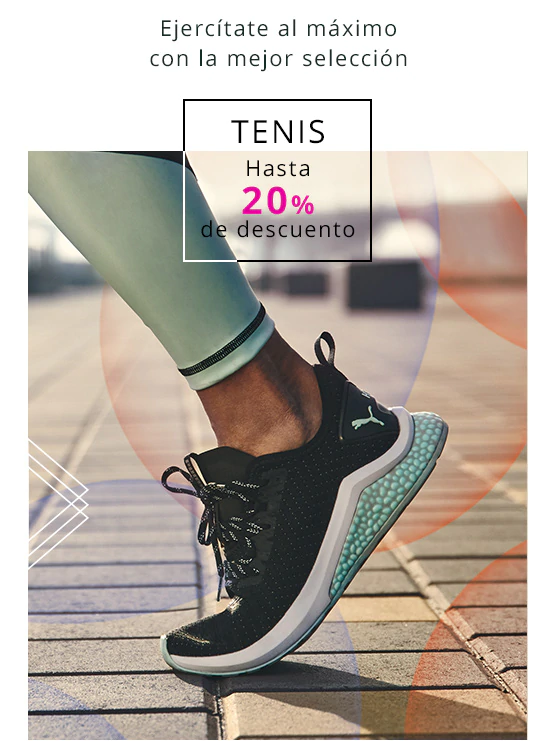 Ejercítate al máximo
con la mejor selección
TENIS
Hasta
20%
de descuento